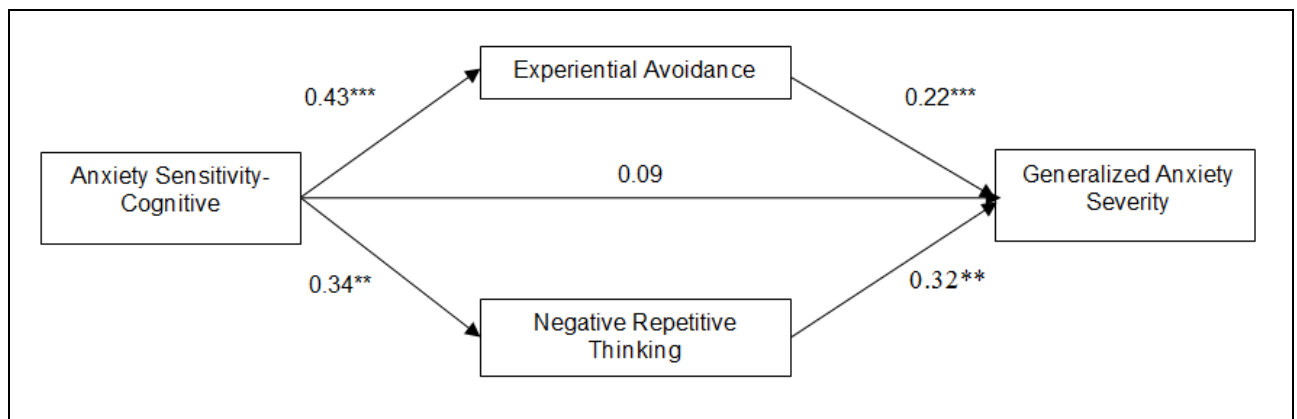 Experiential Avoidance
0.43***
0.22***
Anxiety Sensitivity-
Cognitive
0.09
Generalized Anxiety
Severity
0.34**
0.32**
Negative Repetitive
Thinking